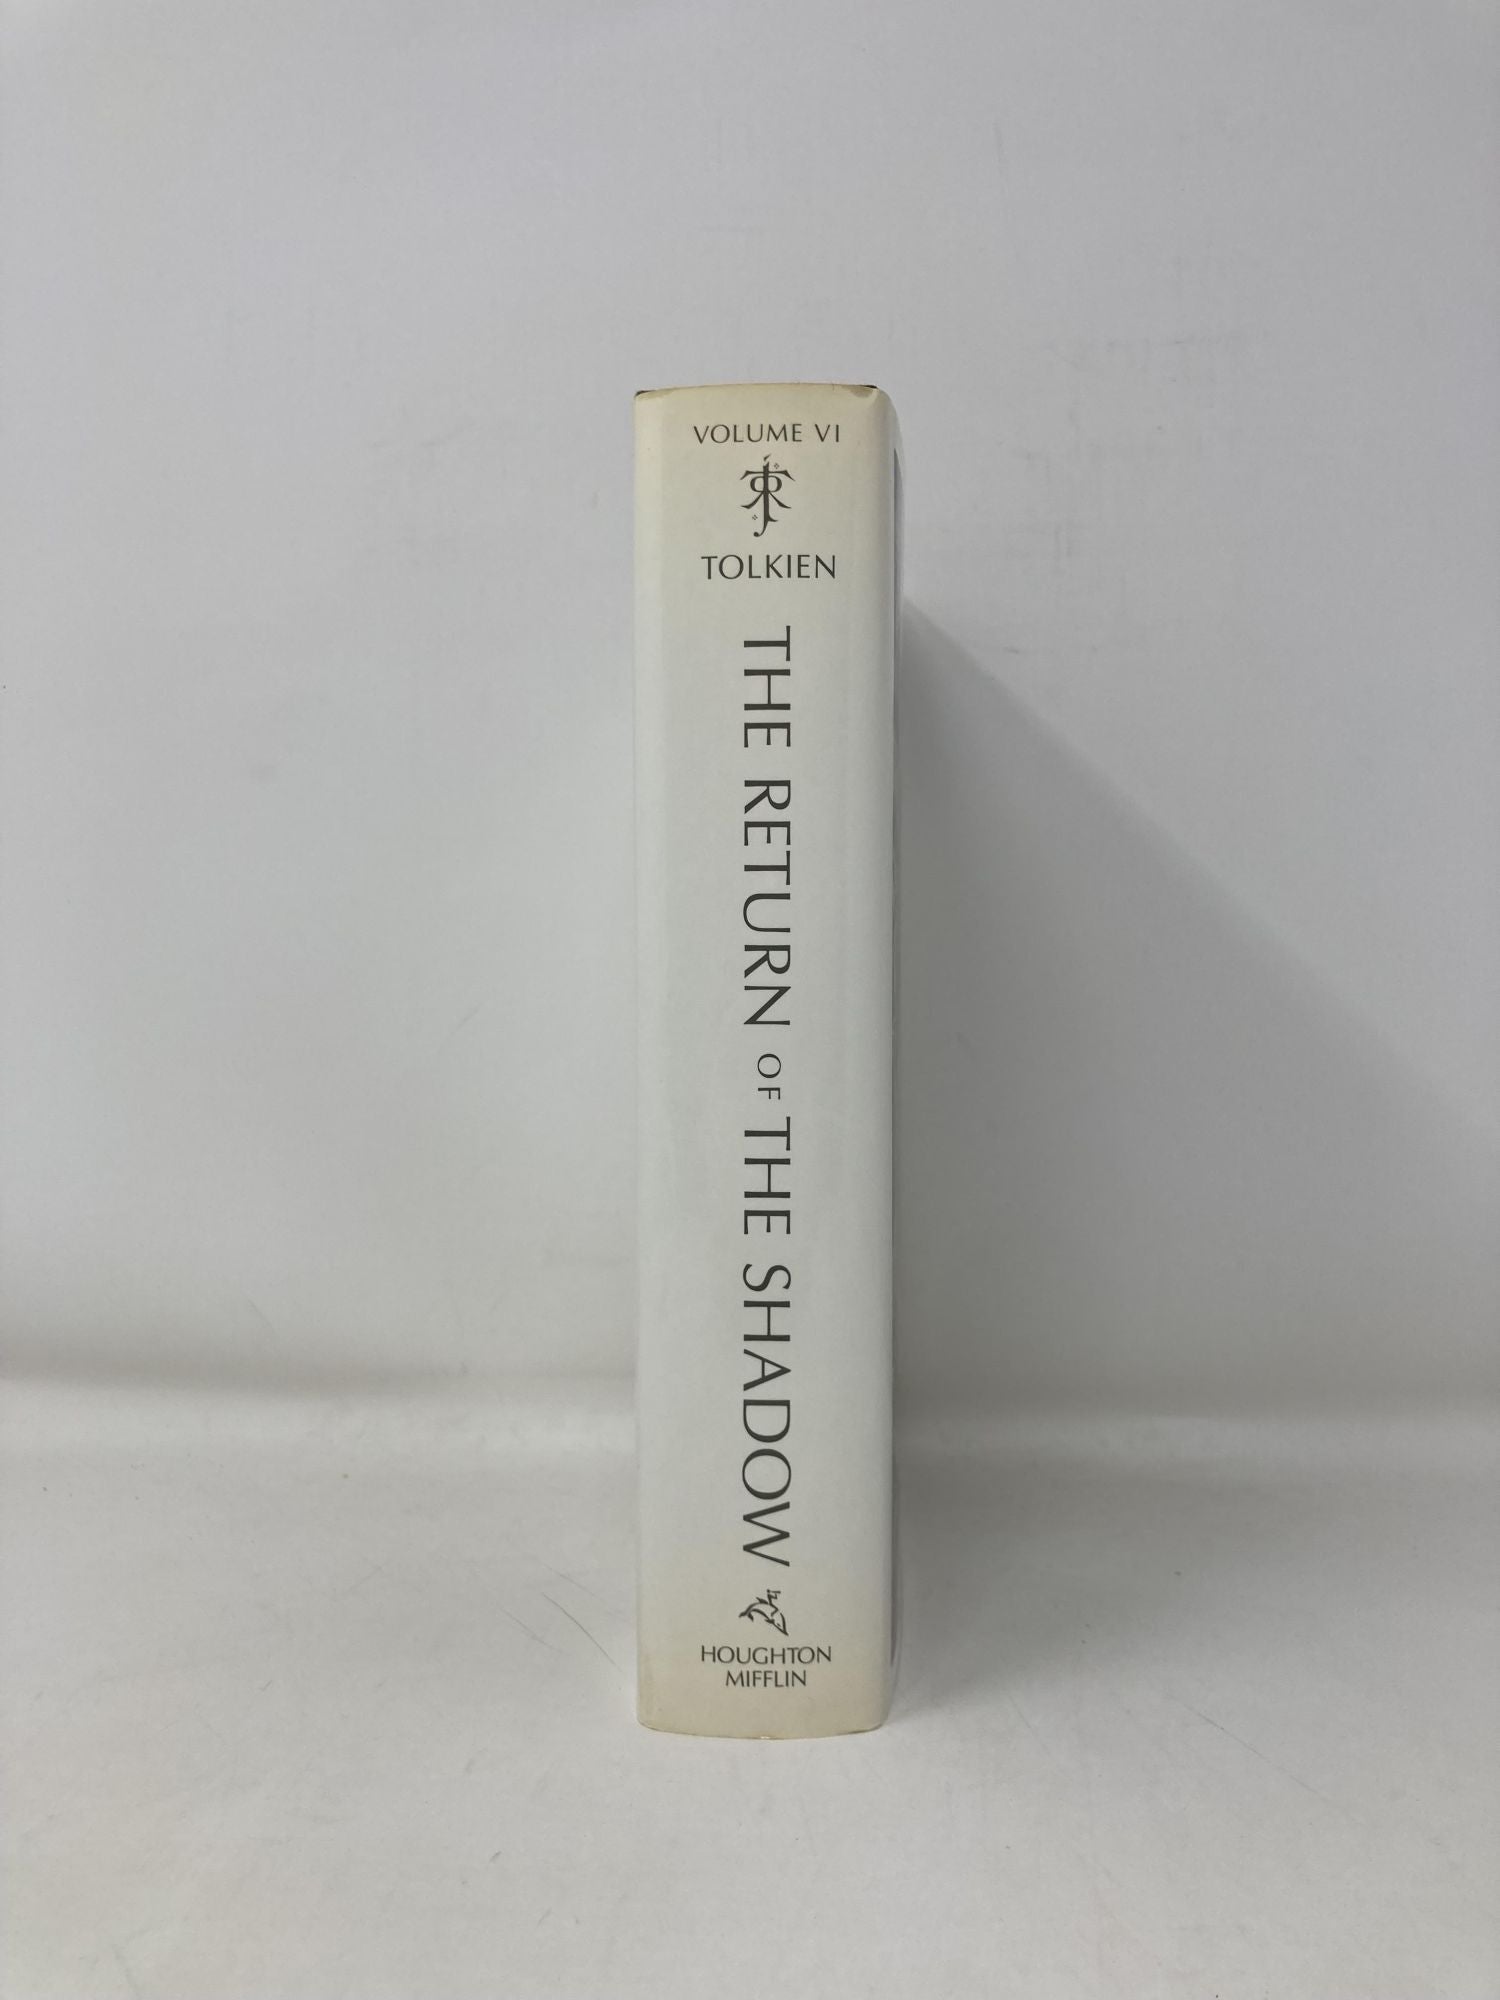 VOLUME VI
TOLKIEN
THE RETURN OF THE SHADOW
HOUGHTON
MIFFLIN